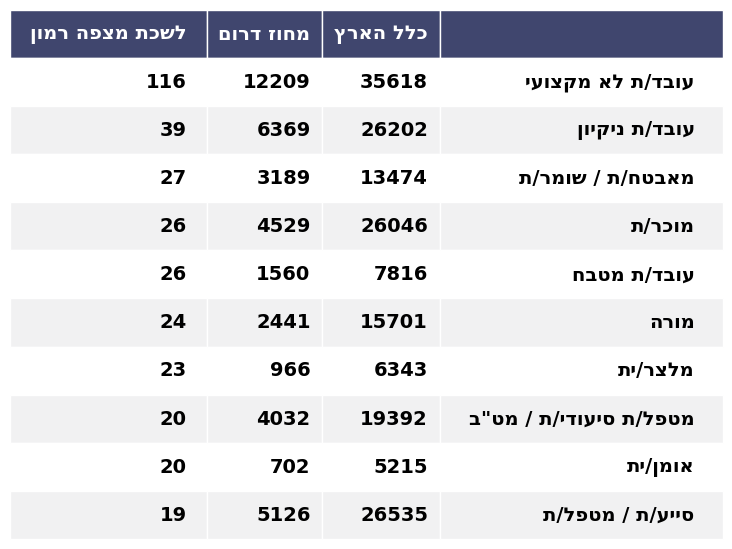 כלל הארץ מחוז דרום לשכת מצפה רמון
עובד/ת לא מקצועי 35618 12209 116
עובד/ת ניקיון 26202 6369 39
מאבטח/ת / שומר/ת 13474 3189 27
מוכר/ת 26046 4529 26
עובד/ת מטבח 7816 1560 26
מורה 15701 2441 24
מלצר/ית 6343 966 23
מטפל/ת סיעודי/ת / מט"ב 19392 4032 20
אומן/ית 5215 702 20
סייע/ת / מטפל/ת 26535 5126 19